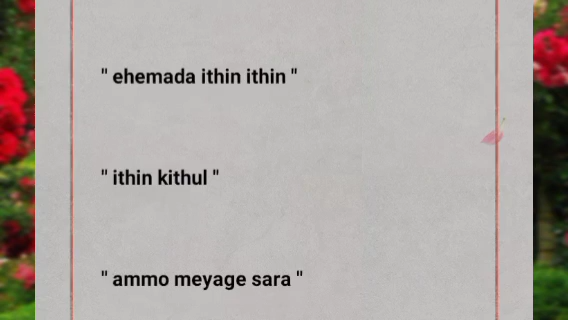 " ehemada ithin ithin "
" ithin kithul "
" ammo meyage sara "